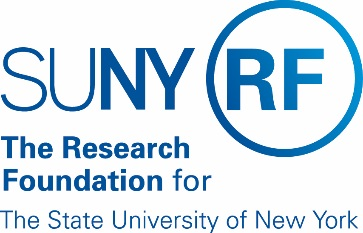 SUNY RF
The Research
Foundation for
The State University of New York